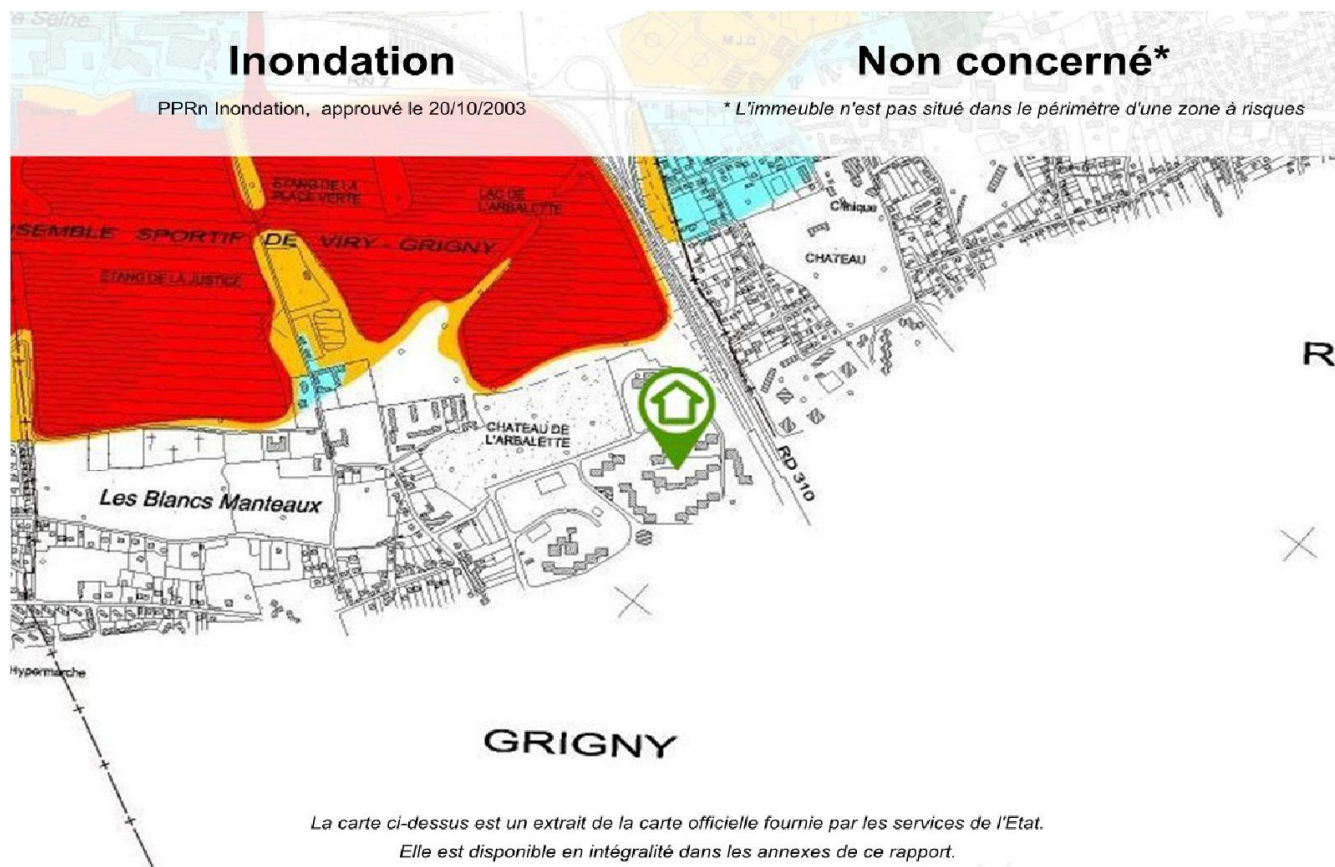 Inondation
Non concerné*
PPRn Inondation, approuvé le 20/10/2003
* L'immeuble n'est pas situé dans le périmètre d'une zone à risques
Seine
MJC
ETANG DE LA
PLACE VERTE
LAC DE
L'ARBALETTE
Clinique
SEMBLE SPORTIF DE VIRY - GRIGNY
ETANG DE LA JUSTICE
CHATEAU
R
CHATEAU DE
L'ARBALETTE
RD 310
Les Blancs Manteaux
Hypermarche
GRIGNY
La carte ci-dessus est un extrait de la carte officielle fournie par les services de l'Etat.
Elle est disponible en intégralité dans les annexes de ce rapport.